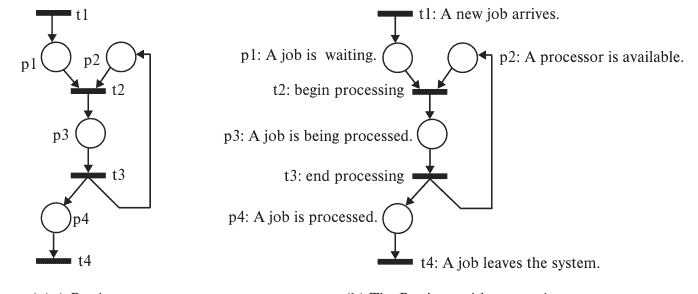 t1
p1
p2
t2
p3
t3
p4
t4
t1: A new job arrives.
p1: A job is waiting.
p2: A processor is available.
t2: begin processing
p3: A job is being processed.
t3: end processing
p4: A job is processed.
t4: A job leaves the system.